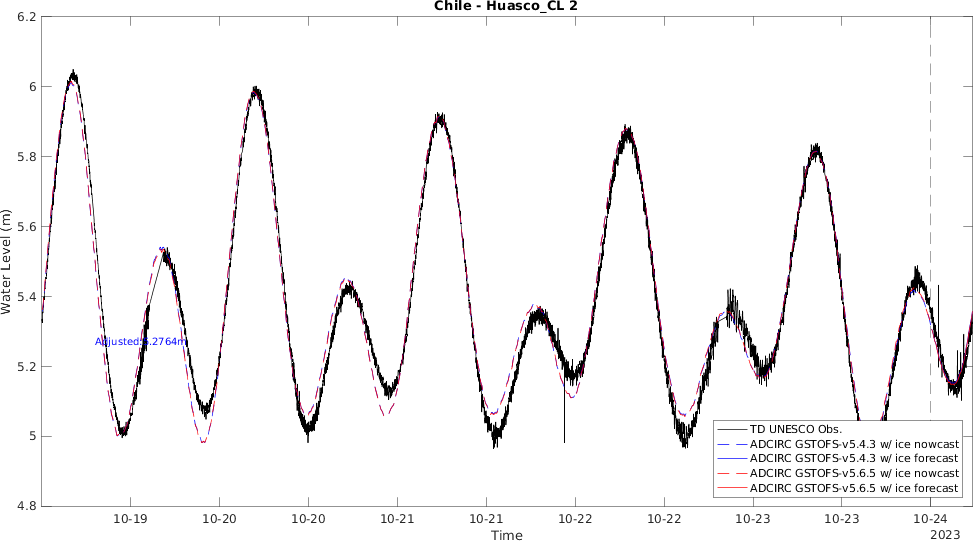 Chile - Huasco_CL 2
6.2
6
5.8
5.6
5.4
5.2
5
4.8
Water Level (m)
Adjusted:5.2764m
TD UNESCO Obs.
ADCIRC GSTOFS-v5.4.3 w/ ice nowcast
ADCIRC GSTOFS-v5.4.3 w/ ice forecast
ADCIRC GSTOFS-v5.6.5 w/ ice nowcast
ADCIRC GSTOFS-v5.6.5 w/ ice forecast
10-19 10-20 10-20 10-21 10-21 10-22 10-22 10-23 10-23 10-24
2023
Time